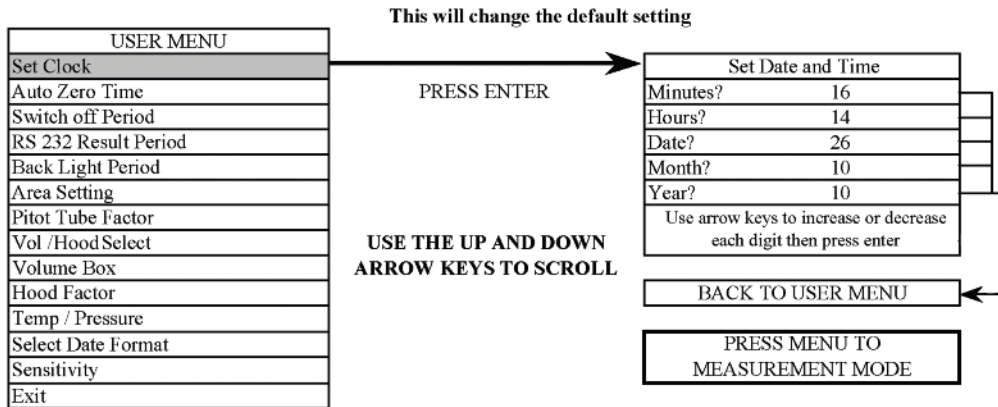 This will change the default setting
USER MENU
Set Clock
Auto Zero Time
Switch off Period
RS 232 Result Period
Back Light Period
Area Setting
Pitot Tube Factor
Vol /Hood Select
Volume Box
Hood Factor
Temp / Pressure
Select Date Format
Sensitivity
Exit
PRESS ENTER
USE THE UP AND DOWN
ARROW KEYS TO SCROLL
Set Date and Time
Minutes? 16
Hours? 14
Date? 26
Month? 10
Year? 10
Use arrow keys to increase or decrease
each digit then press enter
BACK TO USER MENU
PRESS MENU TO
MEASUREMENT MODE